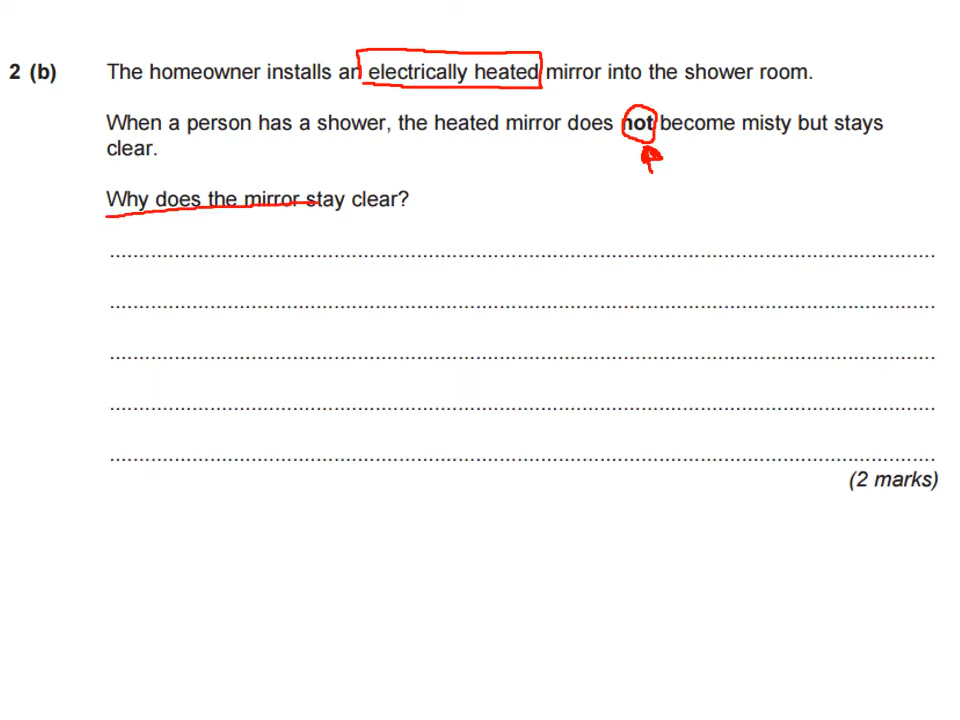 2 (b) The homeowner installs an electrically heated mirror into the shower room.
When a person has a shower, the heated mirror does not become misty but stays
clear.
Why does the mirror stay clear?
(2 marks)